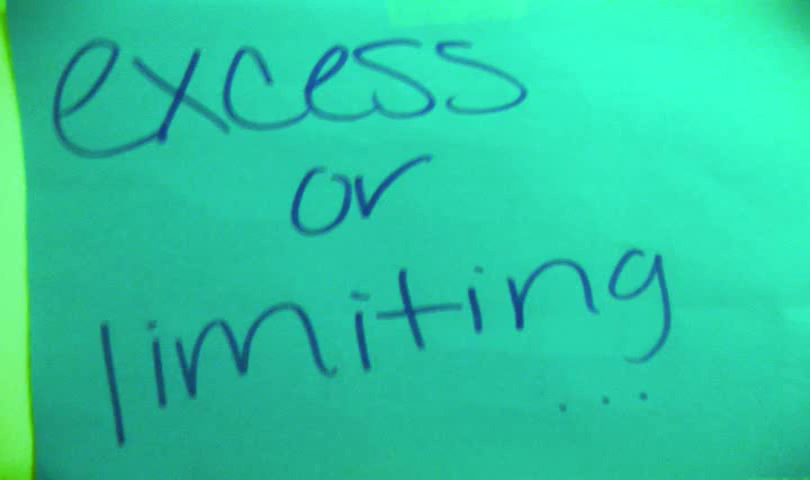 excess
or
limiting
...